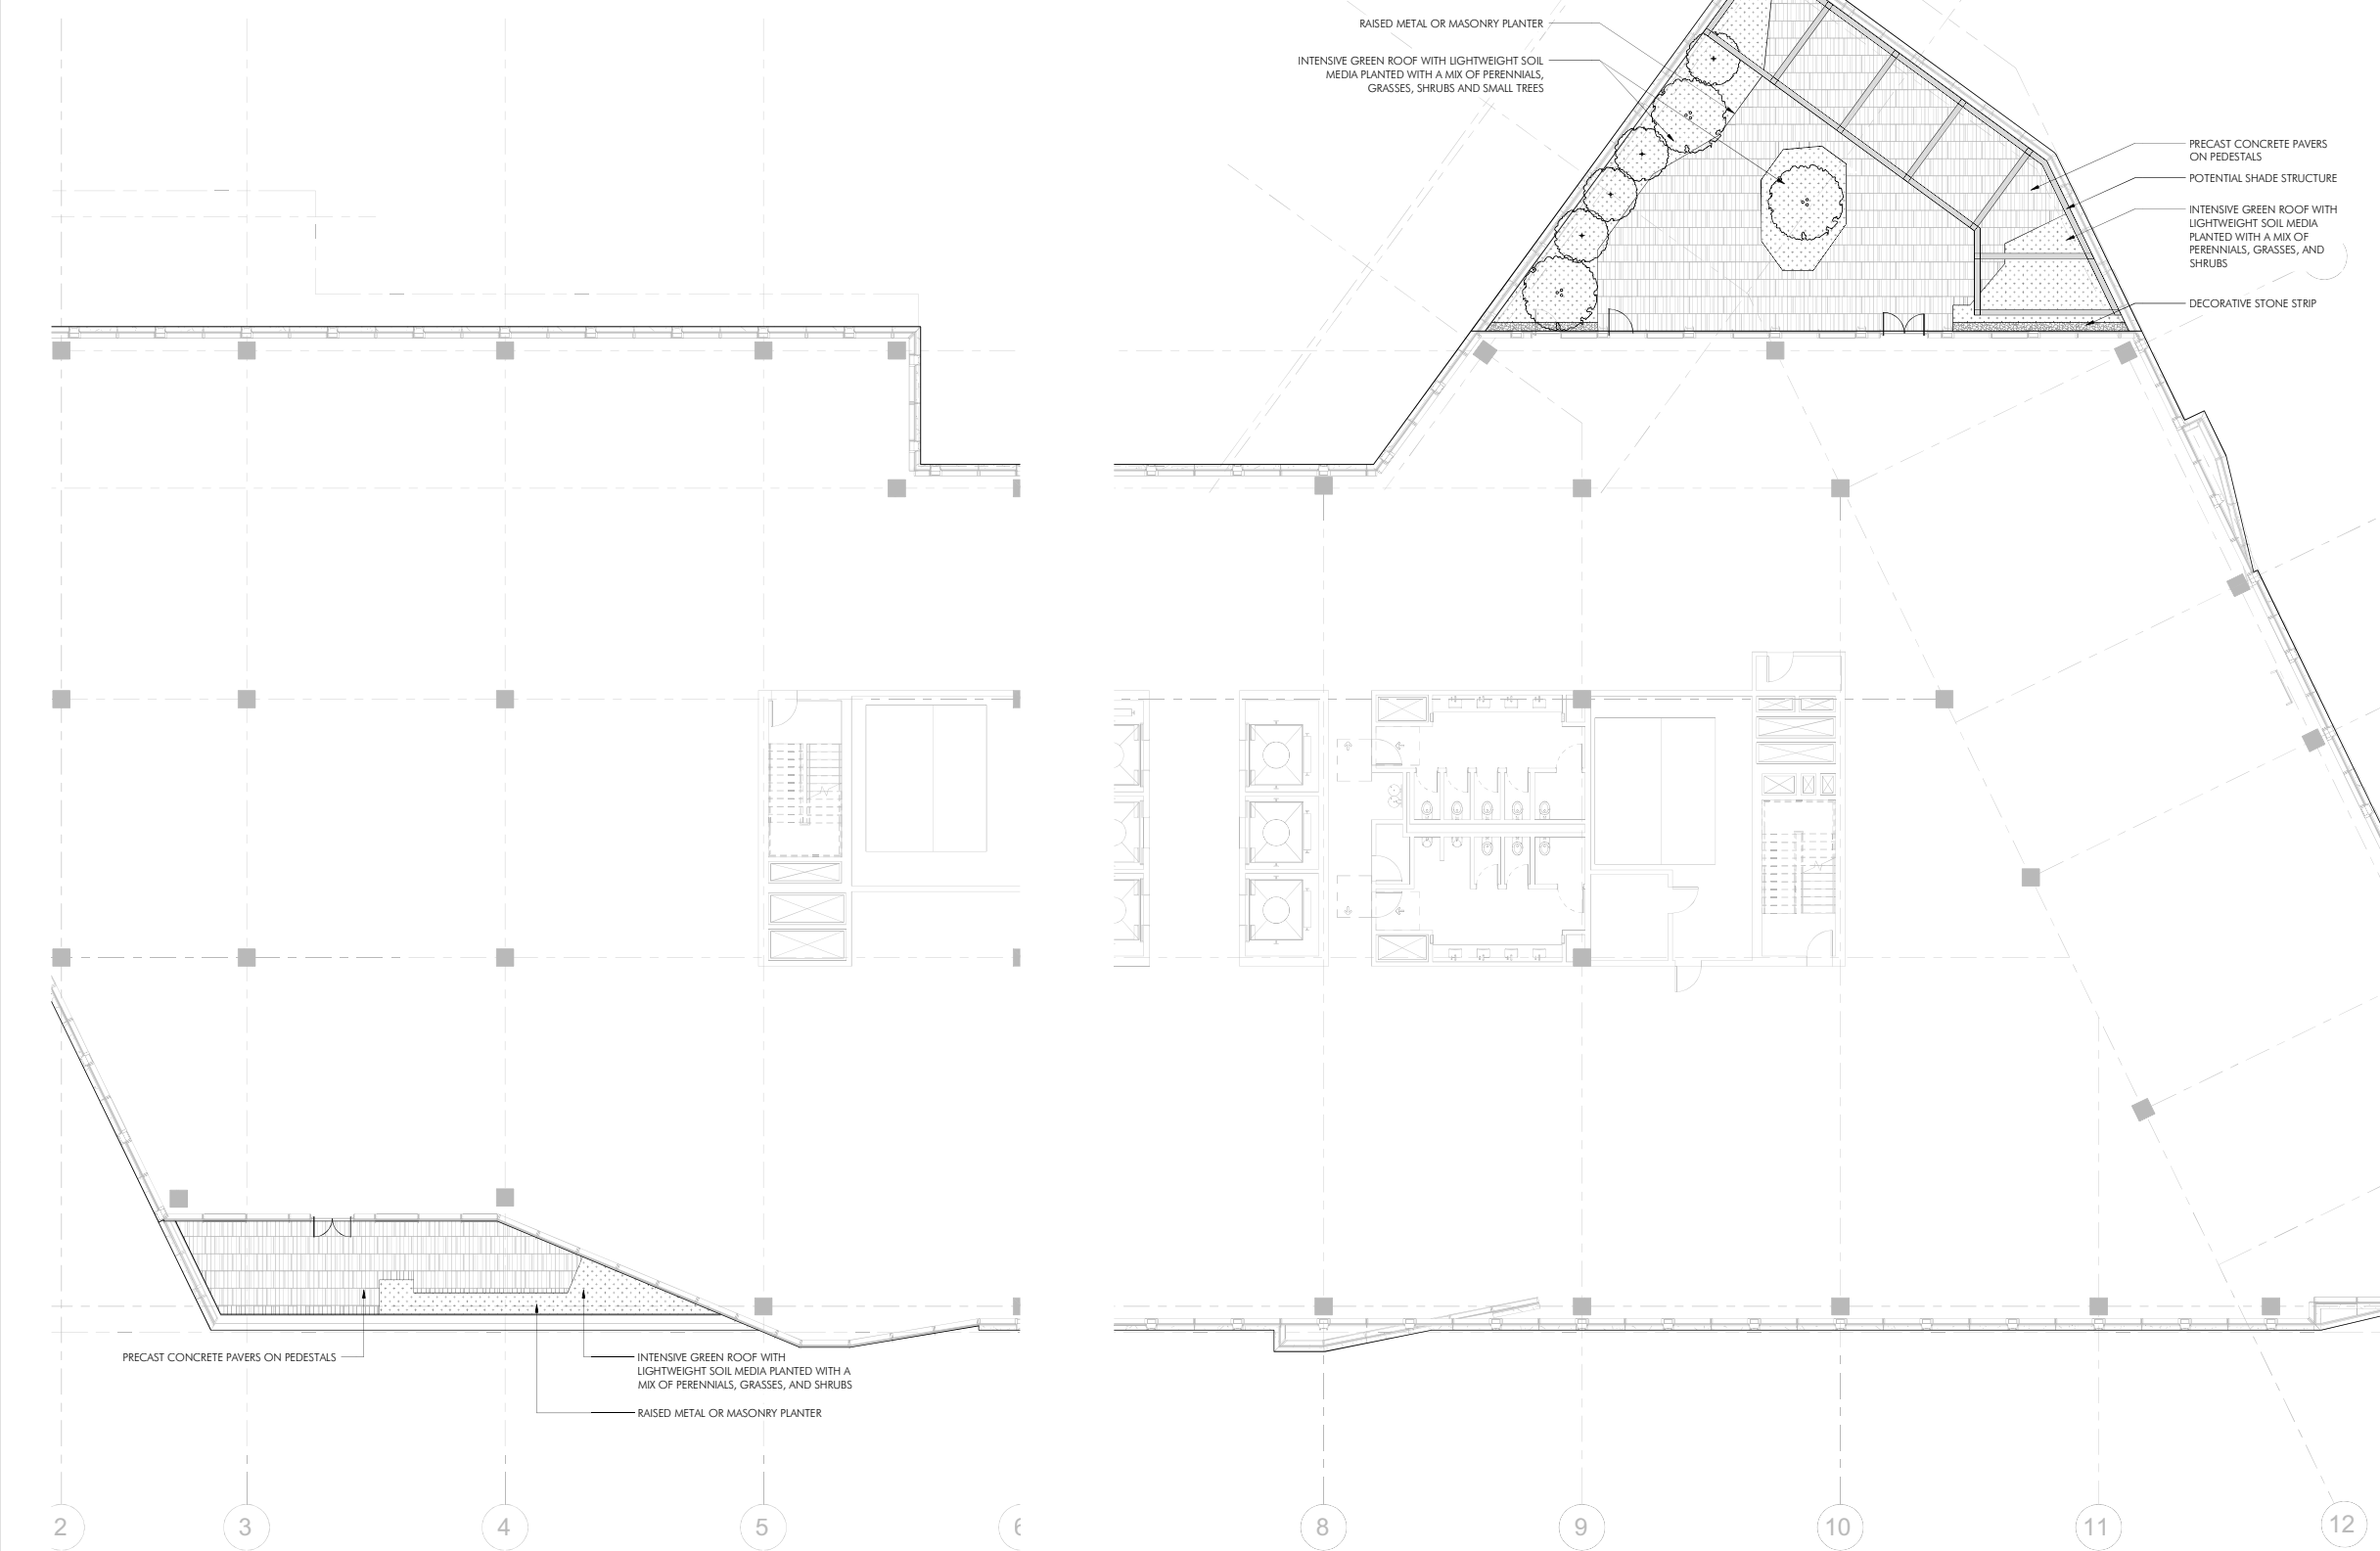 RAISED METAL OR MASONRY PLANTER
INTENSIVE GREEN ROOF WITH LIGHTWEIGHT SOIL
MEDIA PLANTED WITH A MIX OF PERENNIALS,
GRASSES, SHRUBS AND SMALL TREES
PRECAST CONCRETE PAVERS
ON PEDESTALS
POTENTIAL SHADE STRUCTURE
INTENSIVE GREEN ROOF WITH
LIGHTWEIGHT SOIL MEDIA
PLANTED WITH A MIX OF
PERENNIALS, GRASSES, AND
SHRUBS
DECORATIVE STONE STRIP
PRECAST CONCRETE PAVERS ON PEDESTALS
INTENSIVE GREEN ROOF WITH
LIGHTWEIGHT SOIL MEDIA PLANTED WITH A
MIX OF PERENNIALS, GRASSES, AND SHRUBS
RAISED METAL OR MASONRY PLANTER
2 3 4 5 6 8 9 10 11 12